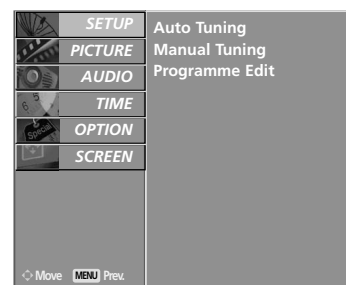 SETUP
PICTURE
AUDIO
TIME
OPTION
SCREEN
Auto Tuning
Manual Tuning
Programme Edit
Move MENU Prev.